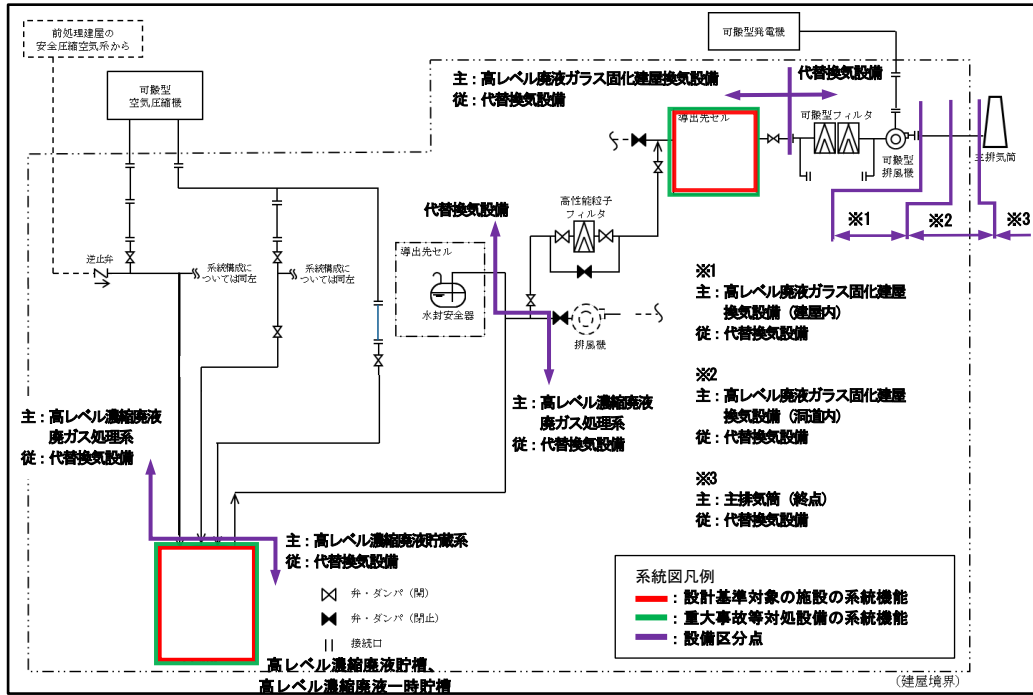 前処理建屋の
安全圧縮空気系から
可搬型
空気圧縮機
可搬型発電機
主：高レベル廃液ガラス固化建屋換気設備
従：代替換気設備
代替換気設備
導出先セル
可搬型フィルタ
可搬型
排風機
主排気筒
※1
※2
※3
代替換気設備
高性能粒子
フィルタ
導出先セル
水封安全器
排風機
逆止弁
系統構成に
ついては同左
系統構成に
ついては同左
※1
主：高レベル廃液ガラス固化建屋
換気設備（建屋内）
従：代替換気設備
※2
主：高レベル廃液ガラス固化建屋
換気設備（洞道内）
従：代替換気設備
※3
主：主排気筒（終点）
従：代替換気設備
主：高レベル濃縮廃液
廃ガス処理系
従：代替換気設備
主：高レベル濃縮廃液
廃ガス処理系
従：代替換気設備
主：高レベル濃縮廃液貯蔵系
従：代替換気設備
弁・ダンパ（開）
弁・ダンパ（閉止）
接続口
高レベル濃縮廃液貯槽、
高レベル濃縮廃液一時貯槽
系統図凡例
：設計基準対象の施設の系統機能
：重大事故等対処設備の系統機能
：設備区分点
（建屋境界）